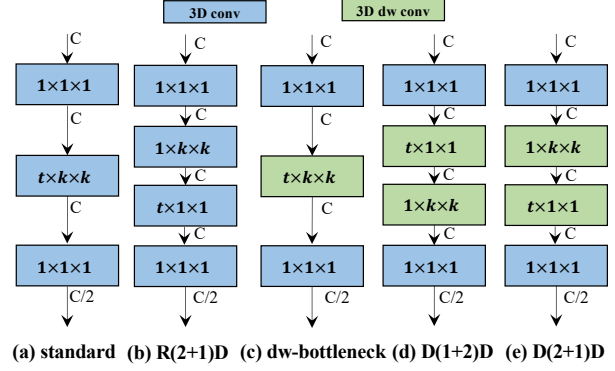 3D conv 3D dw conv
C C C C C
1×1×1 1×1×1 1×1×1 1×1×1 1×1×1
C C C C C
1×k×k t×1×1 1×k×k
t×k×k t×k×k
C C C
t×1×1 1×k×k t×1×1
C C C C C
1×1×1 1×1×1 1×1×1 1×1×1 1×1×1
C/2 C/2 C/2 C/2 C/2
(a) standard (b) R(2+1)D (c) dw-bottleneck (d) D(1+2)D (e) D(2+1)D